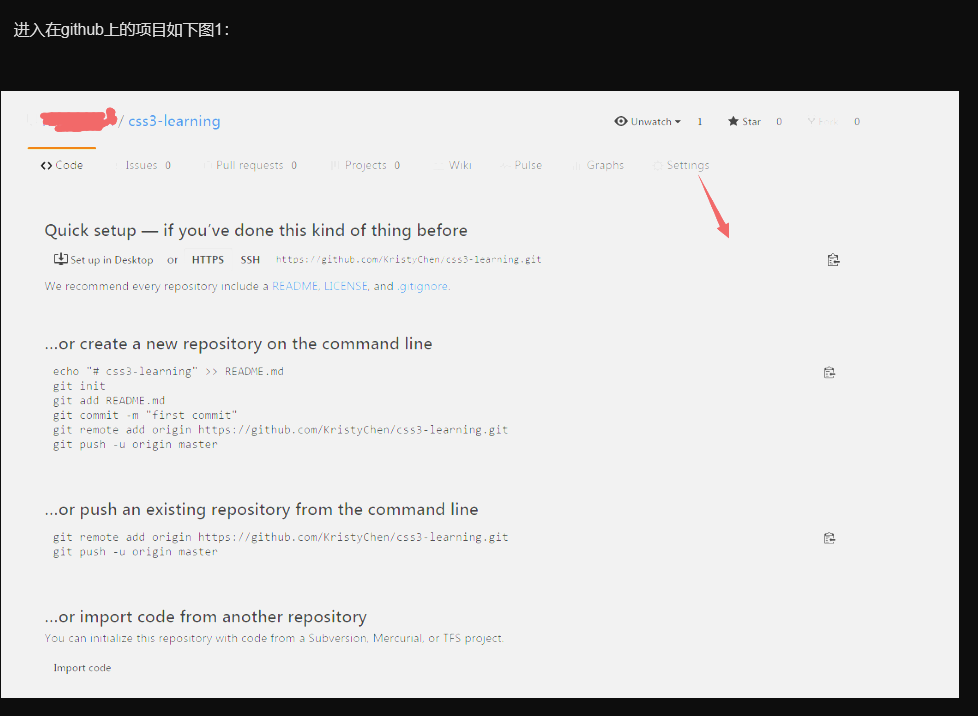 进入在github上的项目如下图1：
/ css3-learning Unwatch 1 Star 0 0
Code Issues 0 Pull requests 0 Projects 0 Wiki Pulse Graphs Settings
Quick setup — if you've done this kind of thing before
Set up in Desktop or HTTPS SSH https://github.com/KristyChen/css3-learning.git
We recommend every repository include a README, LICENSE, and .gitignore.
...or create a new repository on the command line
echo "# css3-learning" >> README.md
git init
git add README.md
git commit -m "first commit"
git remote add origin https://github.com/KristyChen/css3-learning.git
git push -u origin master
...or push an existing repository from the command line
git remote add origin https://github.com/KristyChen/css3-learning.git
git push -u origin master
...or import code from another repository
You can initialize this repository with code from a Subversion, Mercurial, or TFS project.
Import code